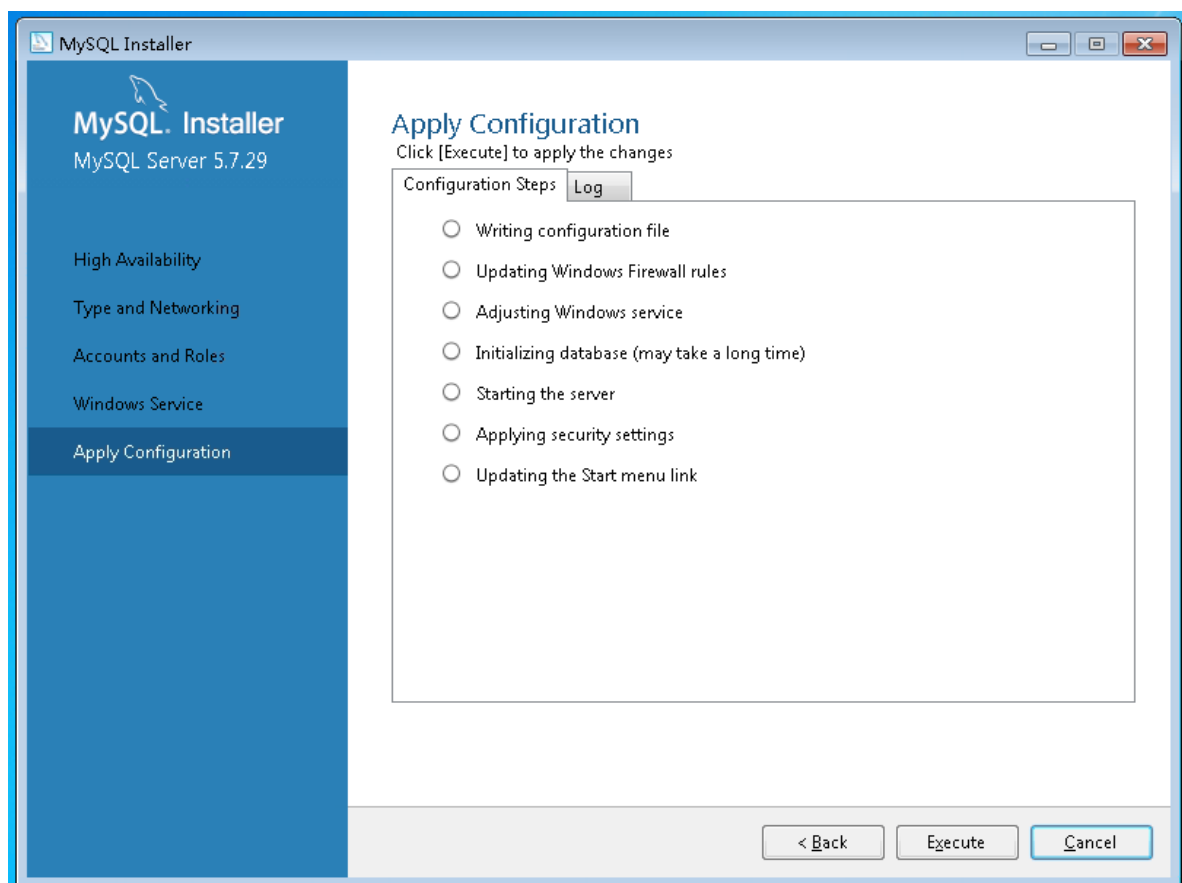 MySQL Installer
MySQL. Installer
MySQL Server 5.7.29
High Availability
Type and Networking
Accounts and Roles
Windows Service
Apply Configuration
Apply Configuration
Click [Execute] to apply the changes
Configuration Steps
Log
Writing configuration file
Updating Windows Firewall rules
Adjusting Windows service
Initializing database (may take a long time)
Starting the server
Applying security settings
Updating the Start menu link
< Back
Execute
Cancel